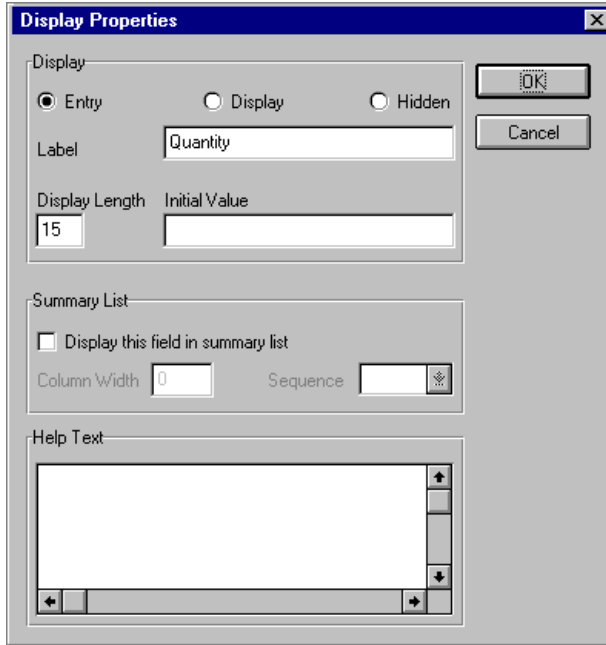 Display Properties
Display
OK
Entry Display Hidden
Label Quantity
Cancel
Display Length Initial Value
15
Summary List
Display this field in summary list
Column Width 0 Sequence
Help Text